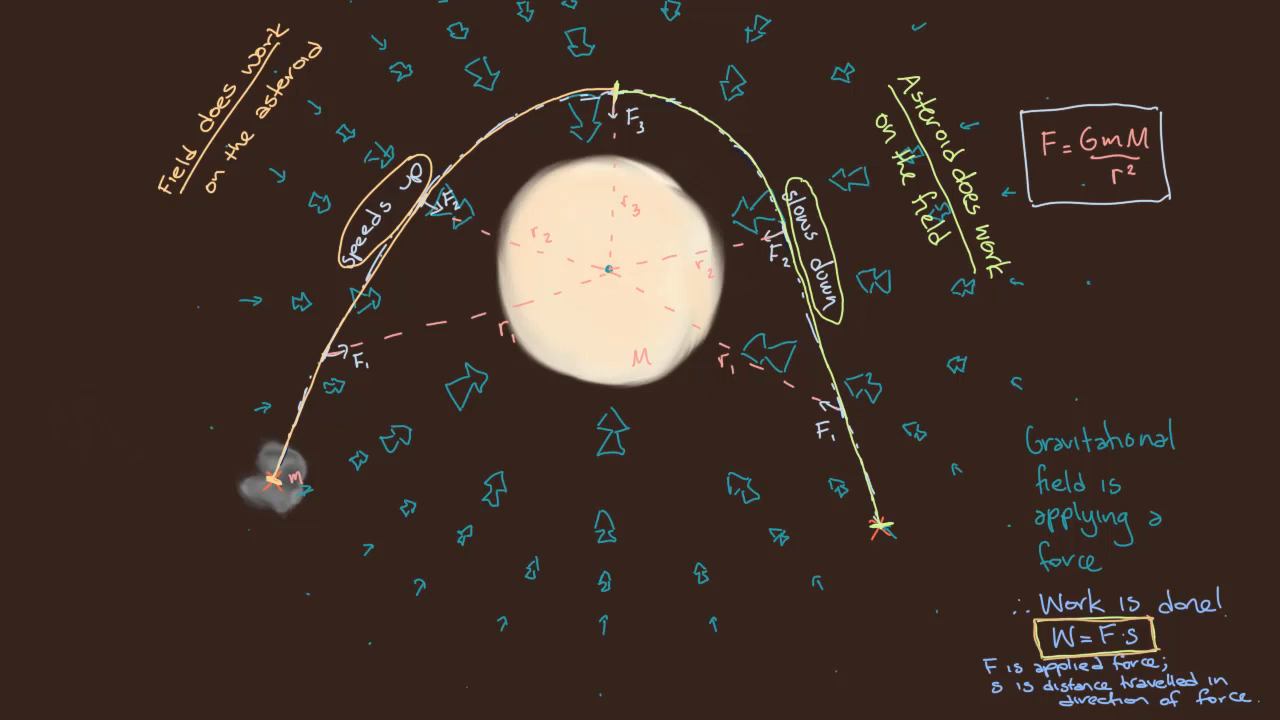 Field does work
on the asteroid
speeds up
F₂
F₃
r₃
r₂
r₂
r₁
F₁
M
r₁
m
slows down
F₂
F₁
Asteroid does work
on the field
F = GmM
r²
Gravitational
field is
applying a
force
∴ Work is done!
W = F·s
F is applied force;
s is distance travelled in
direction of force.